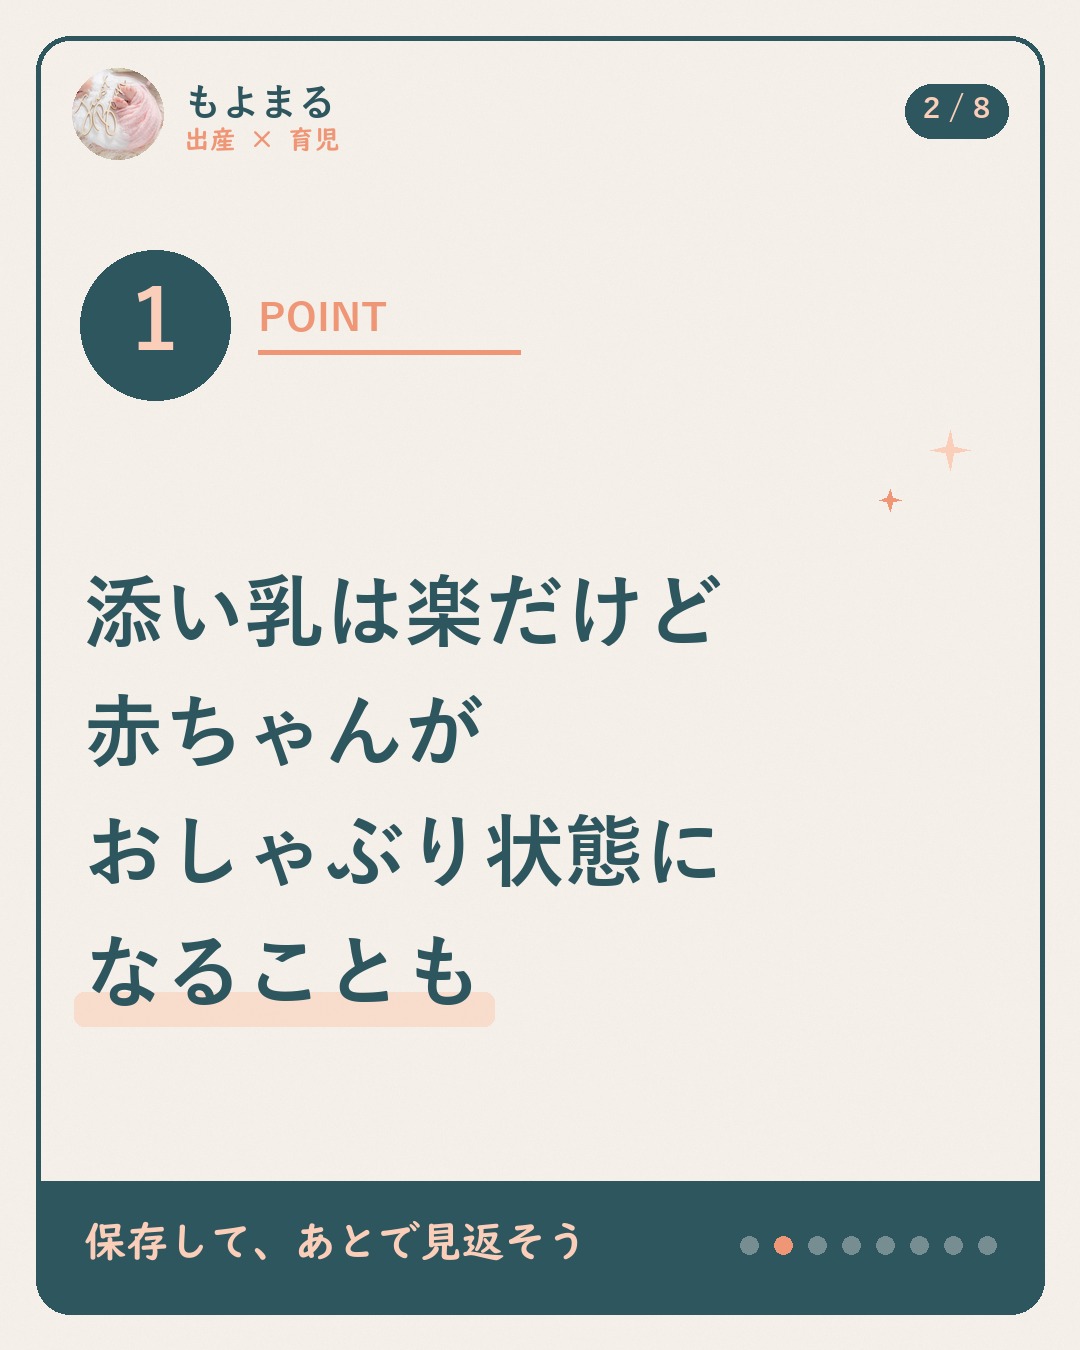 もよまる
出産 × 育児
2 / 8
1
POINT
添い乳は楽だけど
赤ちゃんが
おしゃぶり状態に
なることも
保存して、あとで見返そう